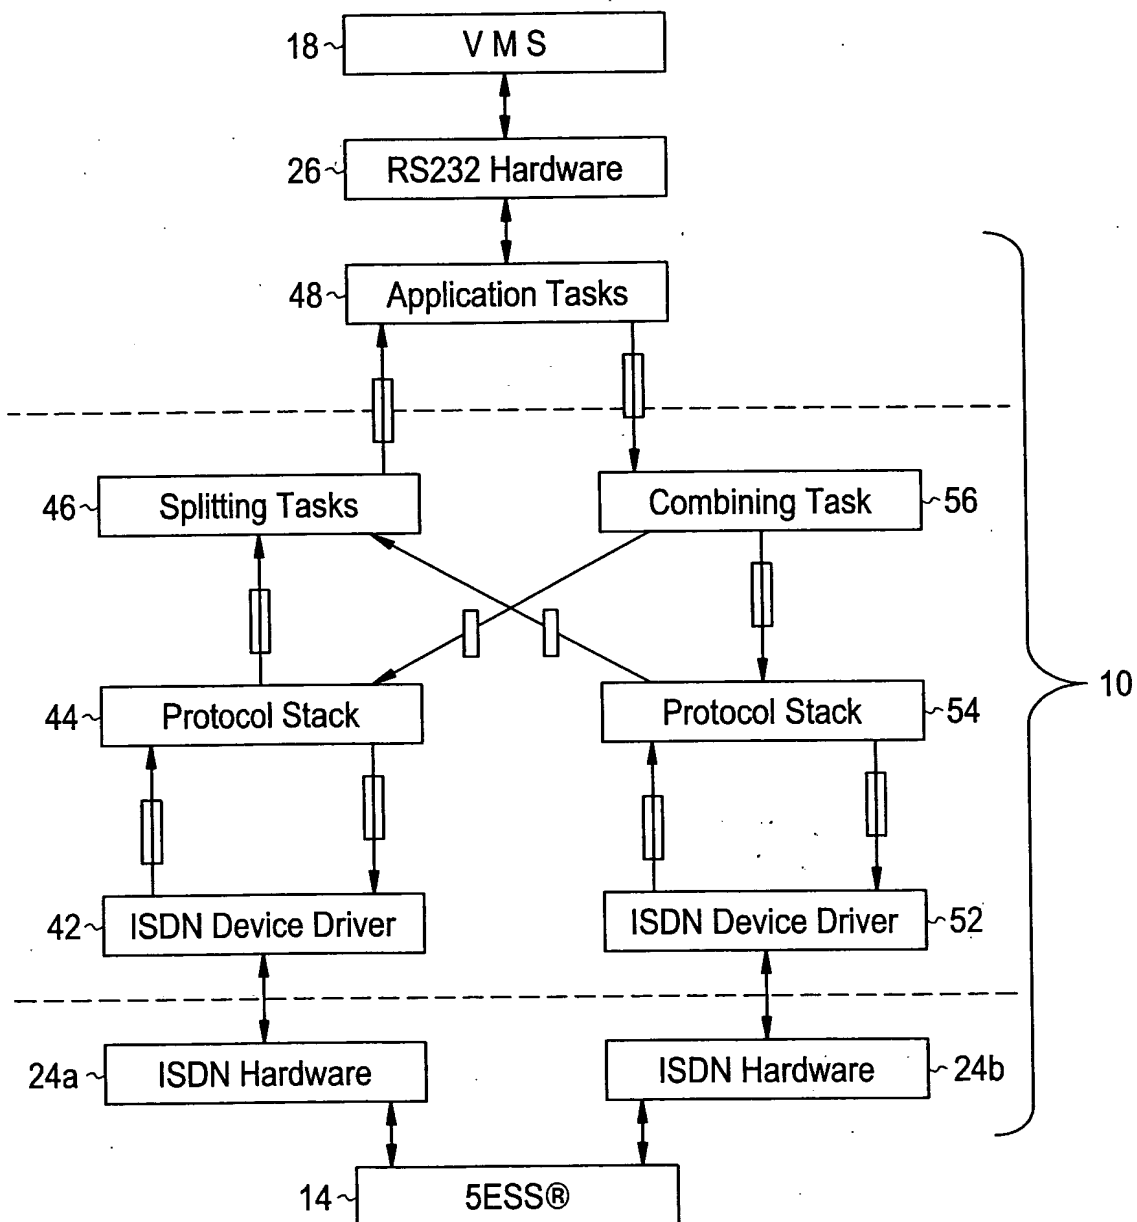 18 VMS
26 RS232 Hardware
48 Application Tasks
46 Splitting Tasks
Combining Task 56
44 Protocol Stack
Protocol Stack 54
10
42 ISDN Device Driver
ISDN Device Driver 52
24a ISDN Hardware
ISDN Hardware 24b
14 5ESS®